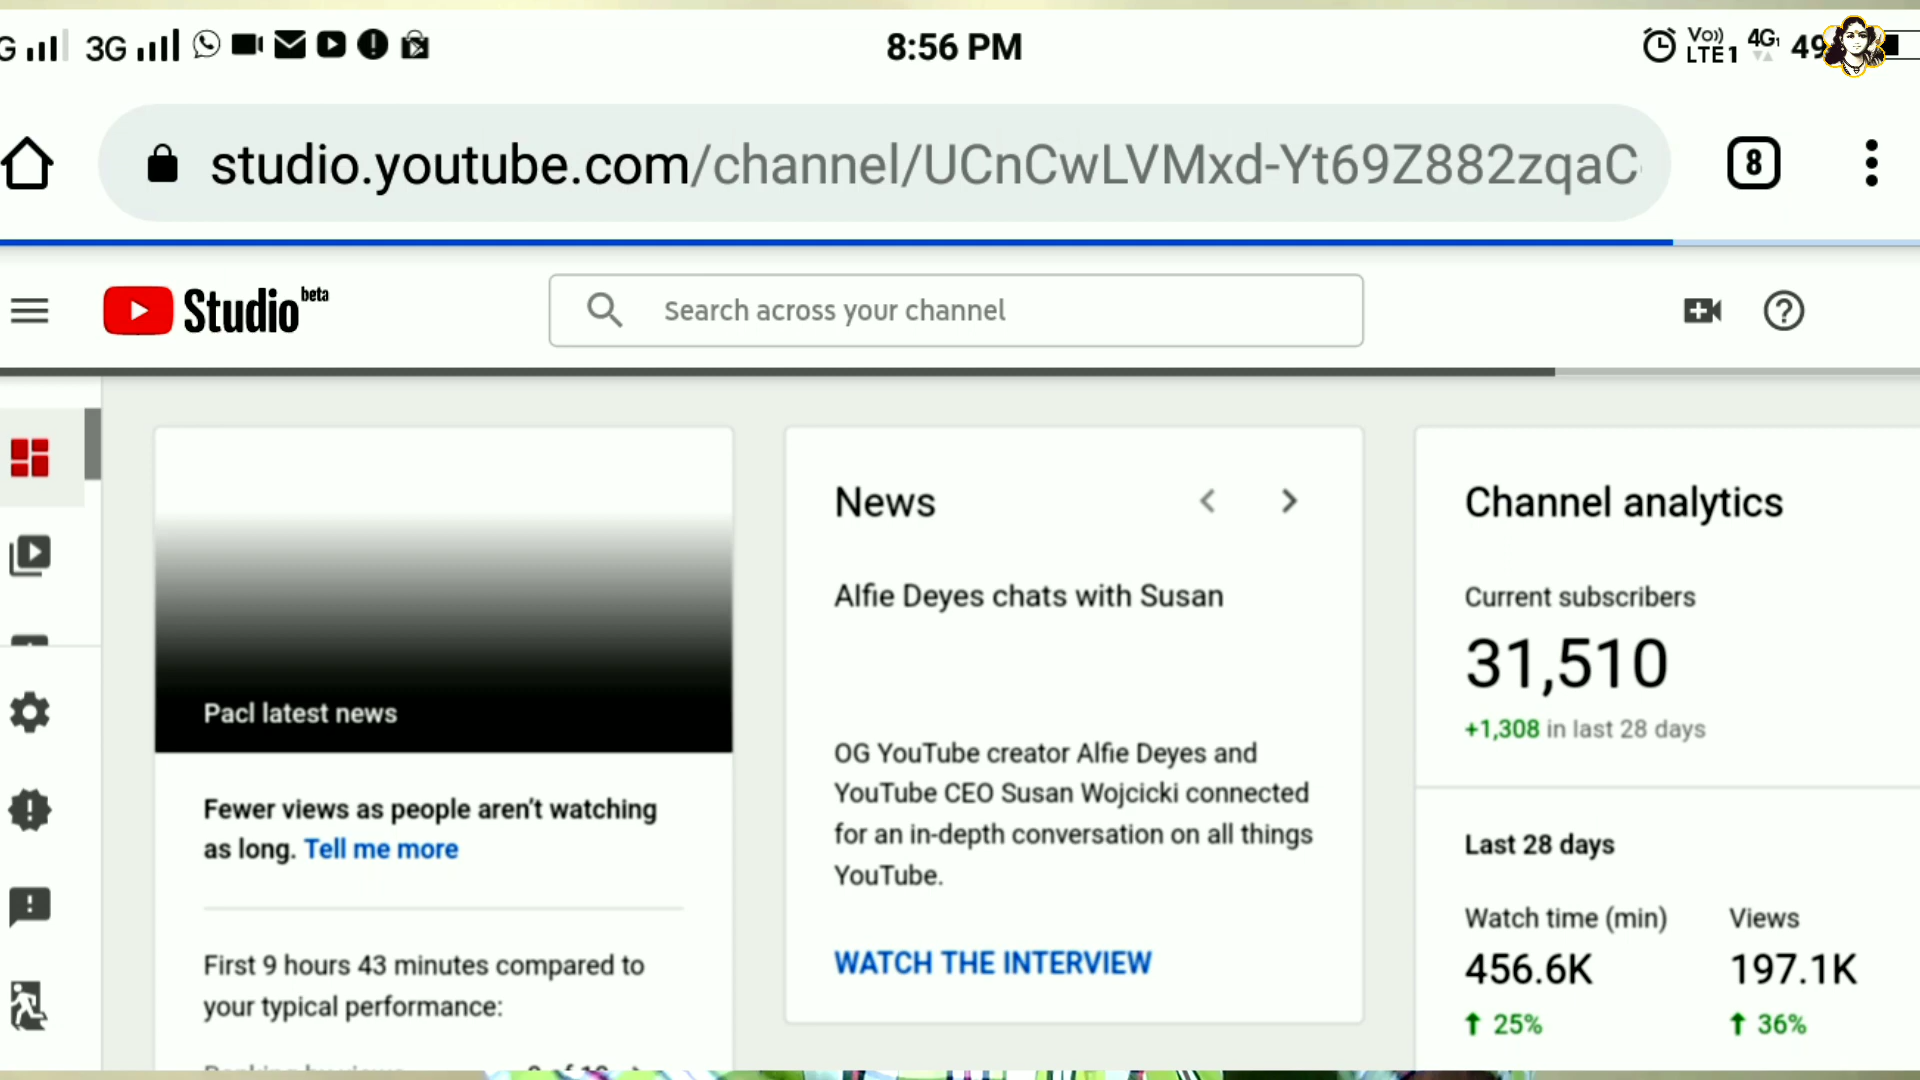 G 3G 8:56 PM Vo)) LTE 1 4G 49
studio.youtube.com/channel/UCnCwLVMxd-Yt69Z882zqaC 8
Studio beta Search across your channel
Pacl latest news
Fewer views as people aren't watching
as long. Tell me more
First 9 hours 43 minutes compared to
your typical performance:
News
Alfie Deyes chats with Susan
OG YouTube creator Alfie Deyes and
YouTube CEO Susan Wojcicki connected
for an in-depth conversation on all things
YouTube.
WATCH THE INTERVIEW
Channel analytics
Current subscribers
31,510
+1,308 in last 28 days
Last 28 days
Watch time (min) Views
456.6K 197.1K
25% 36%